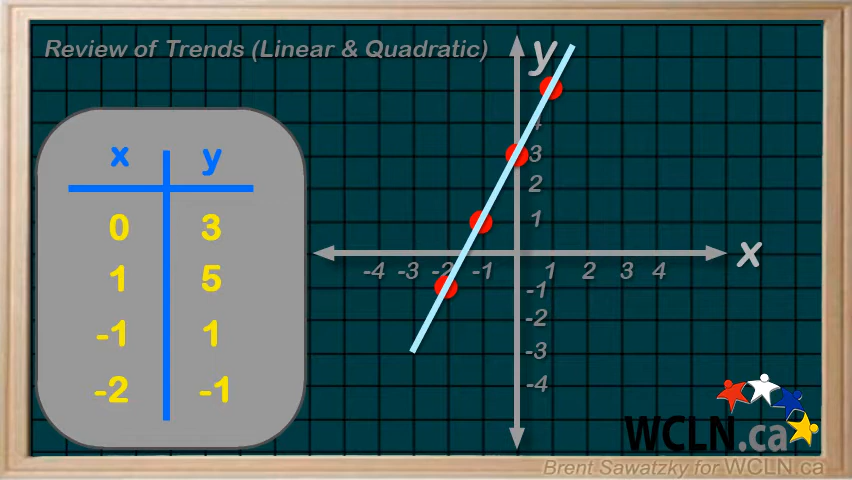 Review of Trends (Linear & Quadratic)
x y
0 3
1 5
-1 1
-2 -1
y
4
3
2
1
-4 -3 -2 -1 1 2 3 4
x
-1
-2
-3
-4
WCLN.ca
Brent Sawatzky for WCLN.ca